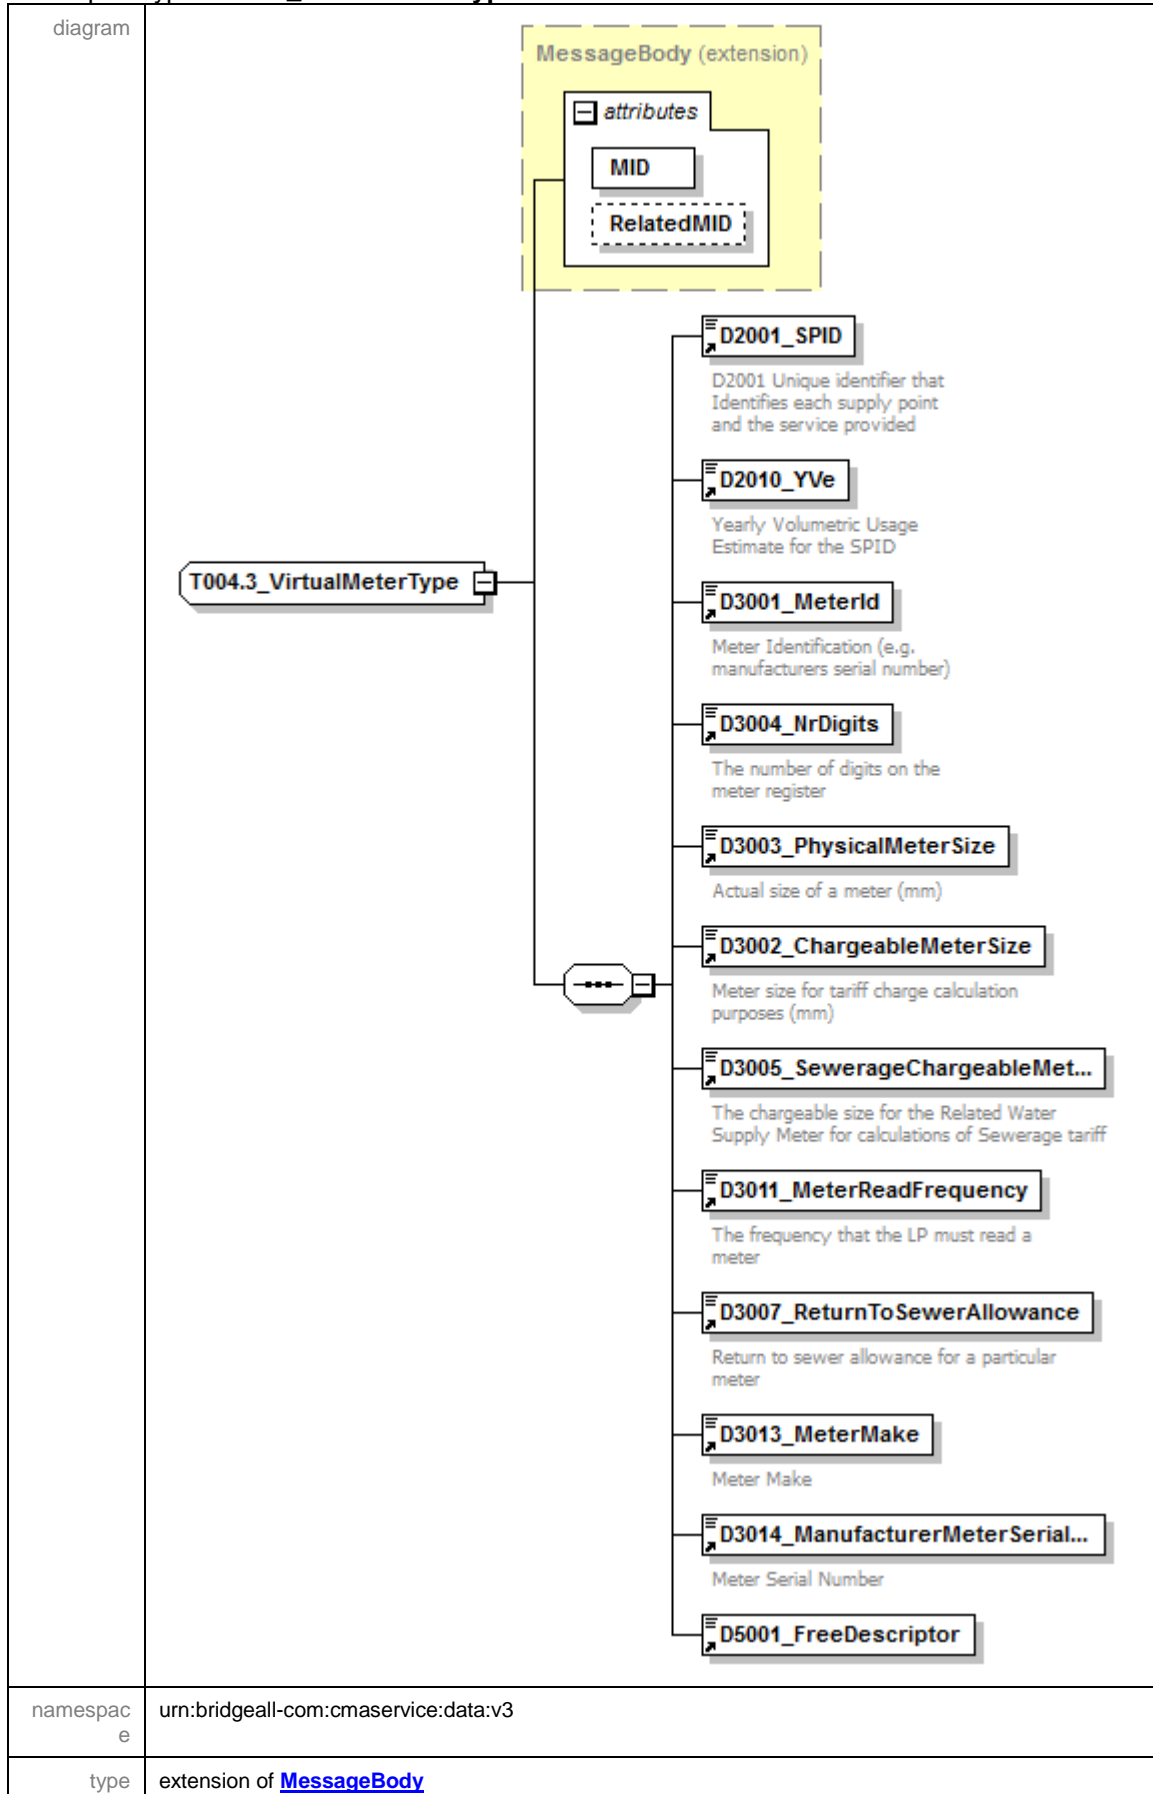 diagram
MessageBody (extension)
attributes
MID
RelatedMID
D2001_SPID
D2001 Unique identifier that
Identifies each supply point
and the service provided
D2010_YVe
Yearly Volumetric Usage
Estimate for the SPID
T004.3_VirtualMeterType
D3001_MeterId
Meter Identification (e.g.
manufacturers serial number)
D3004_NrDigits
The number of digits on the
meter register
D3003_PhysicalMeterSize
Actual size of a meter (mm)
D3002_ChargeableMeterSize
Meter size for tariff charge calculation
purposes (mm)
D3005_SewerageChargeableMet...
The chargeable size for the Related Water
Supply Meter for calculations of Sewerage tariff
D3011_MeterReadFrequency
The frequency that the LP must read a
meter
D3007_ReturnToSewerAllowance
Return to sewer allowance for a particular
meter
D3013_MeterMake
Meter Make
D3014_ManufacturerMeterSerial...
Meter Serial Number
D5001_FreeDescriptor
namespac
e
urn:bridgeall-com:cmaservice:data:v3
type
extension of MessageBody